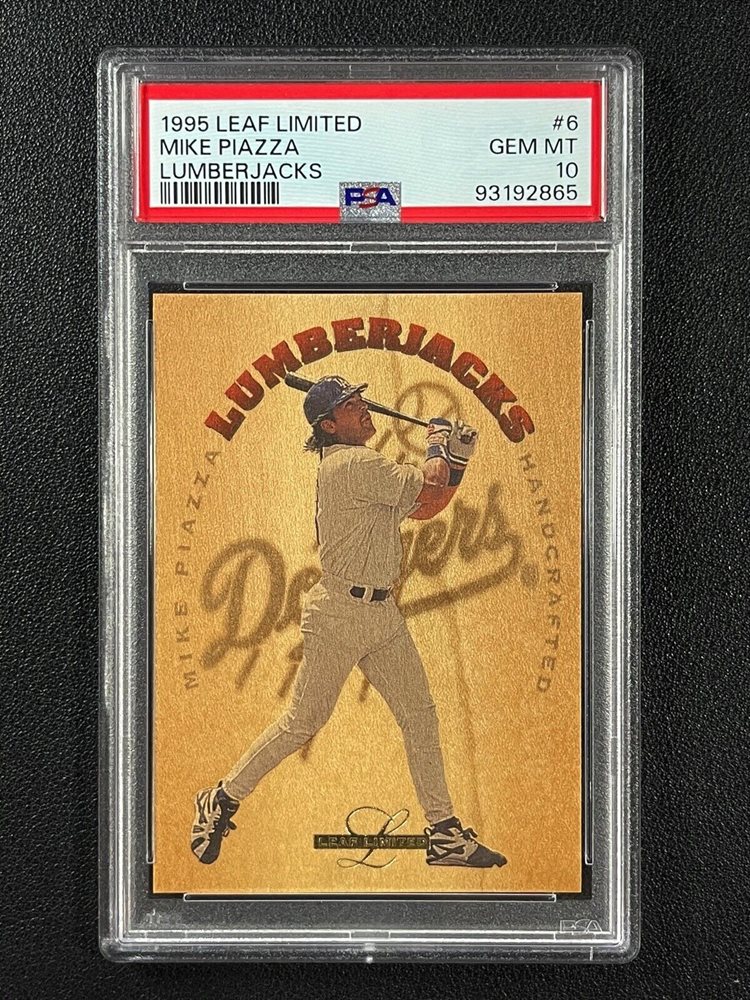 1995 LEAF LIMITED #6
MIKE PIAZZA GEM MT
LUMBERJACKS 10
PSA 93192865
LUMBERJACKS
MIKE PIAZZA
HANDCRAFTED
Dodgers
L
LEAF LIMITED
PSA